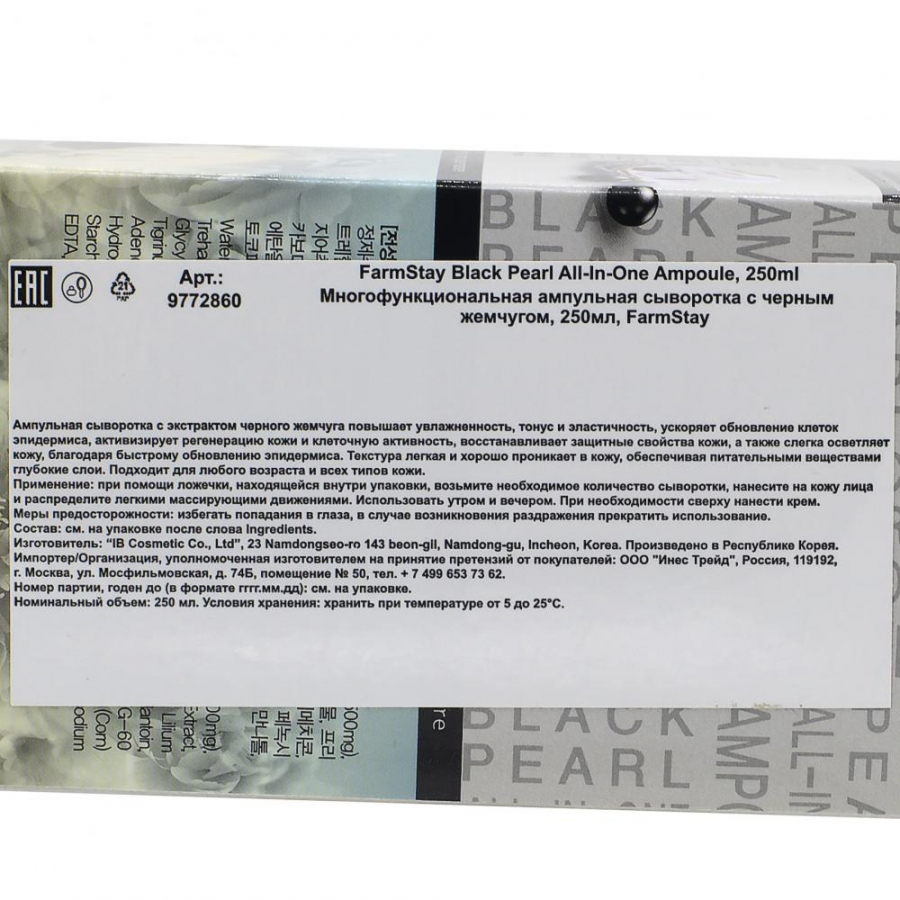 BLACK
PEARL
EAC
21
PAP
Арт.:
9772860
FarmStay Black Pearl All-In-One Ampoule, 250ml
Многофункциональная ампульная сыворотка с черным
жемчугом, 250мл, FarmStay
Ампульная сыворотка с экстрактом черного жемчуга повышает увлажненность, тонус и эластичность, ускоряет обновление клеток
эпидермиса, активизирует регенерацию кожи и клеточную активность, восстанавливает защитные свойства кожи, а также слегка осветляет
кожу, благодаря быстрому обновлению эпидермиса. Текстура легкая и хорошо проникает в кожу, обеспечивая питательными веществами
глубокие слои. Подходит для любого возраста и всех типов кожи.
Применение: при помощи ложечки, находящейся внутри упаковки, возьмите необходимое количество сыворотки, нанесите на кожу лица
и распределите легкими массирующими движениями. Использовать утром и вечером. При необходимости сверху нанести крем.
Меры предосторожности: избегать попадания в глаза, в случае возникновения раздражения прекратить использование.
Состав: см. на упаковке после слова Ingredients.
Изготовитель: "IB Cosmetic Co., Ltd", 23 Namdongseo-ro 143 beon-gil, Namdong-gu, Incheon, Korea. Произведено в Республике Корея.
Импортер/Организация, уполномоченная изготовителем на принятие претензий от покупателей: ООО "Инес Трейд", Россия, 119192,
г. Москва, ул. Мосфильмовская, д. 74Б, помещение № 50, тел. + 7 499 653 73 62.
Номер партии, годен до (в формате гггг.мм.дд): см. на упаковке.
Номинальный объем: 250 мл. Условия хранения: хранить при температуре от 5 до 25°С.
BLACK
PEARL
ALL-IN-ONE